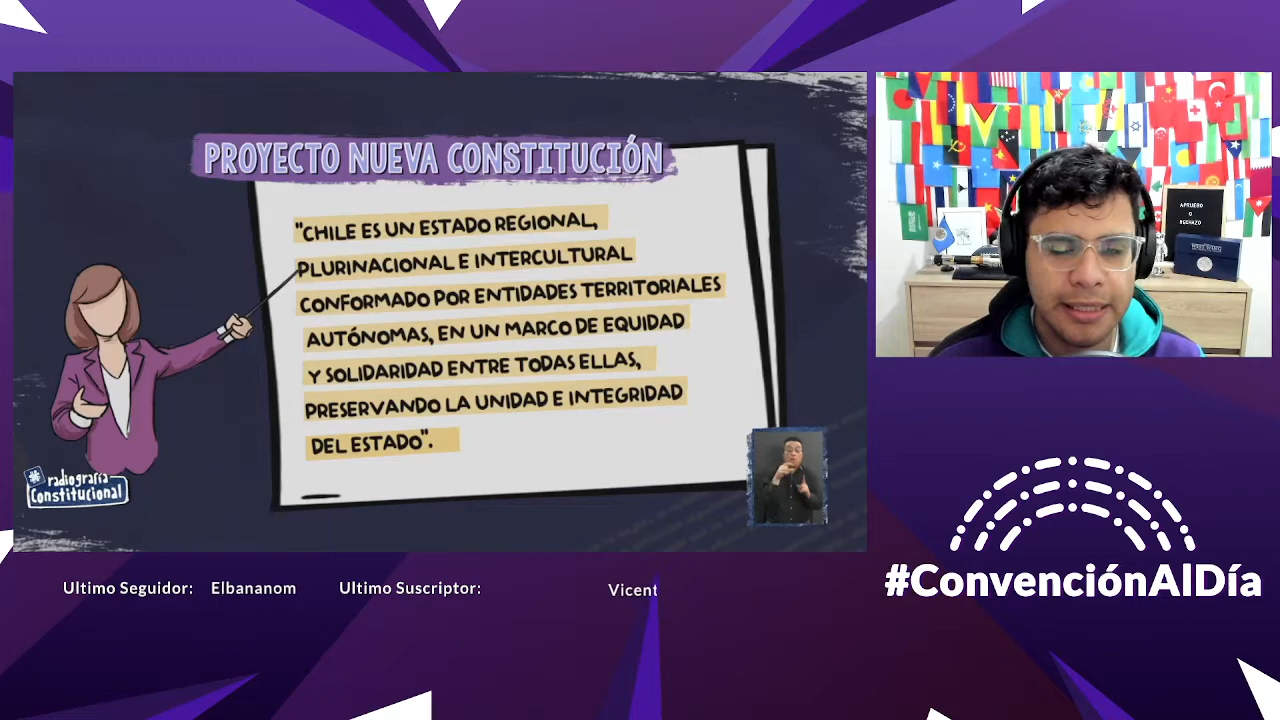 PROYECTO NUEVA CONSTITUCIÓN
"CHILE ES UN ESTADO REGIONAL,
PLURINACIONAL E INTERCULTURAL
CONFORMADO POR ENTIDADES TERRITORIALES
AUTÓNOMAS, EN UN MARCO DE EQUIDAD
Y SOLIDARIDAD ENTRE TODAS ELLAS,
PRESERVANDO LA UNIDAD E INTEGRIDAD
DEL ESTADO".
radiografía
Constitucional
APRUEBO
O
RECHAZO
#ConvenciónAlDía
Ultimo Seguidor: Elbananom Ultimo Suscriptor: Vicent